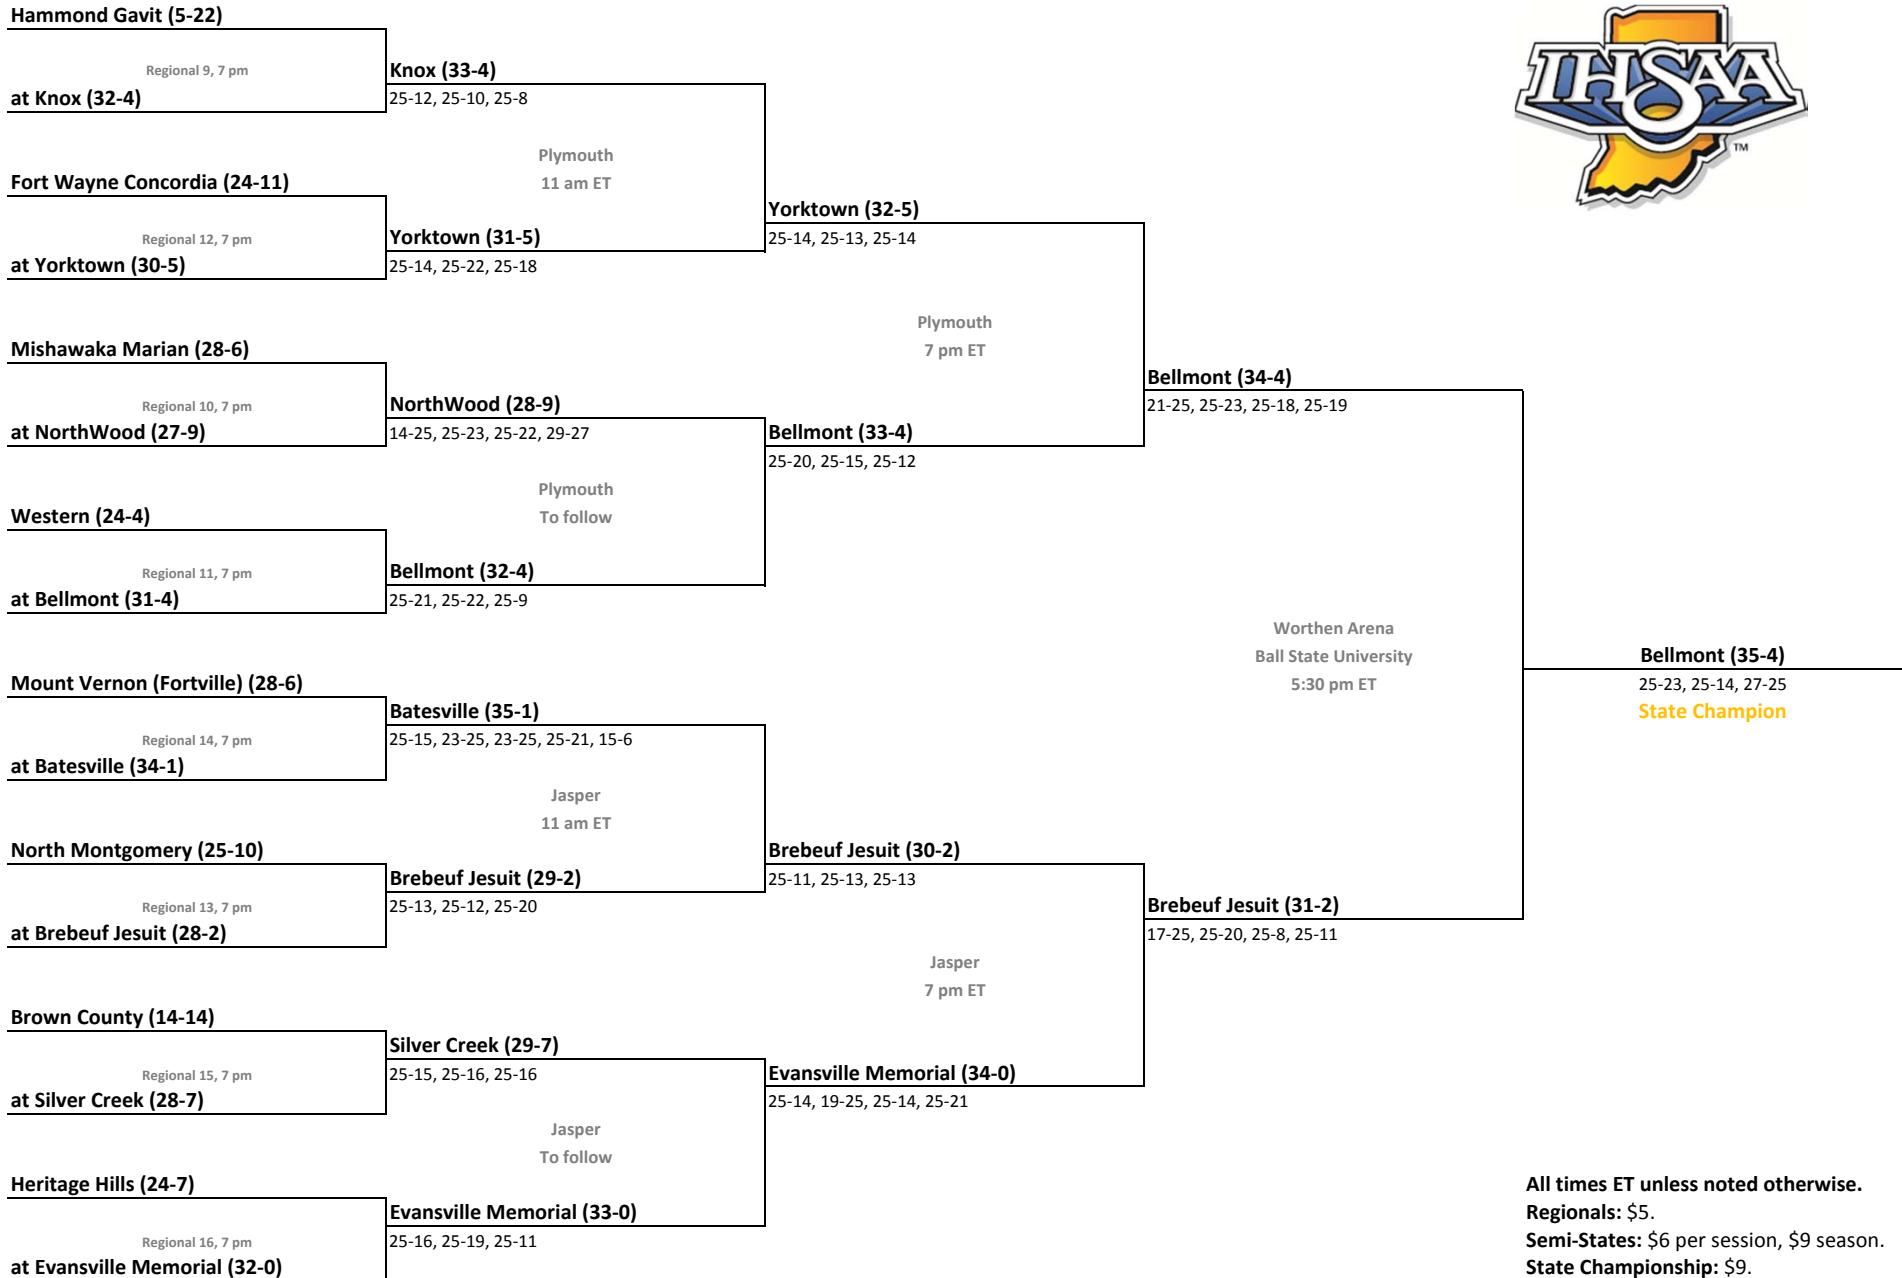 Hammond Gavit (5-22)
Regional 9, 7 pm
at Knox (32-4)
Fort Wayne Concordia (24-11)
Regional 12, 7 pm
at Yorktown (30-5)
Mishawaka Marian (28-6)
Regional 10, 7 pm
at NorthWood (27-9)
Western (24-4)
Regional 11, 7 pm
at Bellmont (31-4)
Mount Vernon (Fortville) (28-6)
Regional 14, 7 pm
at Batesville (34-1)
North Montgomery (25-10)
Regional 13, 7 pm
at Brebeuf Jesuit (28-2)
Brown County (14-14)
Regional 15, 7 pm
at Silver Creek (28-7)
Heritage Hills (24-7)
Regional 16, 7 pm
at Evansville Memorial (32-0)
Knox (33-4)
25-12, 25-10, 25-8
Plymouth
11 am ET
Yorktown (31-5)
25-14, 25-22, 25-18
NorthWood (28-9)
14-25, 25-23, 25-22, 29-27
Plymouth
To follow
Bellmont (32-4)
25-21, 25-22, 25-9
Batesville (35-1)
25-15, 23-25, 23-25, 25-21, 15-6
Jasper
11 am ET
Brebeuf Jesuit (29-2)
25-13, 25-12, 25-20
Silver Creek (29-7)
25-15, 25-16, 25-16
Jasper
To follow
Evansville Memorial (33-0)
25-16, 25-19, 25-11
Yorktown (32-5)
25-14, 25-13, 25-14
Plymouth
7 pm ET
Bellmont (33-4)
25-20, 25-15, 25-12
Brebeuf Jesuit (30-2)
25-11, 25-13, 25-13
Jasper
7 pm ET
Evansville Memorial (34-0)
25-14, 19-25, 25-14, 25-21
Bellmont (34-4)
21-25, 25-23, 25-18, 25-19
Worthen Arena
Ball State University
5:30 pm ET
Brebeuf Jesuit (31-2)
17-25, 25-20, 25-8, 25-11
IHSAA
TM
Bellmont (35-4)
25-23, 25-14, 27-25
State Champion
All times ET unless noted otherwise.
Regionals: $5.
Semi-States: $6 per session, $9 season.
State Championship: $9.